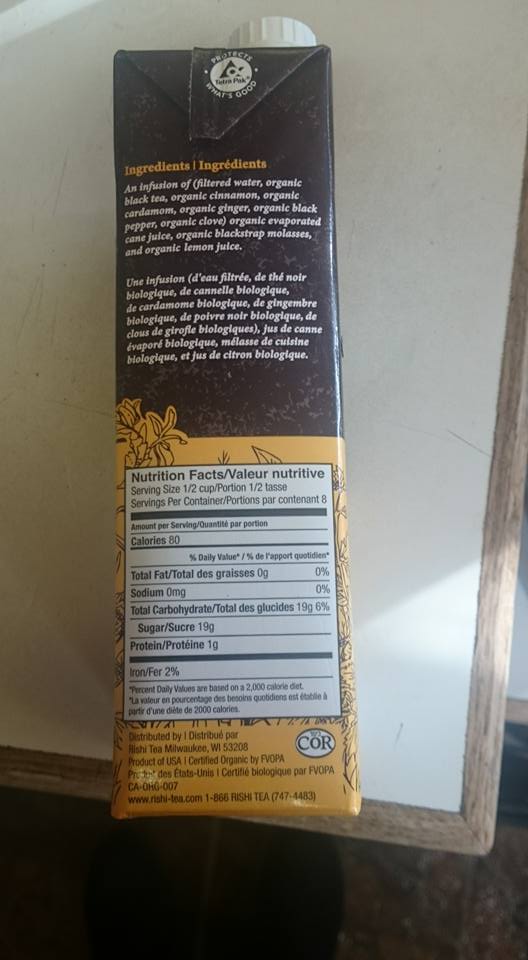 PROTECTS
Tetra Pak®
WHAT'S GOOD
Ingredients | Ingrédients
An infusion of (filtered water, organic
black tea, organic cinnamon, organic
cardamom, organic ginger, organic black
pepper, organic clove) organic evaporated
cane juice, organic blackstrap molasses,
and organic lemon juice.
Une infusion (d'eau filtrée, de thé noir
biologique, de cannelle biologique,
de cardamome biologique, de gingembre
biologique, de poivre noir biologique, de
clous de girofle biologiques), jus de canne
évaporé biologique, mélasse de cuisine
biologique, et jus de citron biologique.
Nutrition Facts/Valeur nutritive
Serving Size 1/2 cup/Portion 1/2 tasse
Servings Per Container/Portions par contenant 8
Amount per Serving/Quantité par portion
Calories 80
% Daily Value* / % de l'apport quotidien*
Total Fat/Total des graisses 0g 0%
Sodium 0mg 0%
Total Carbohydrate/Total des glucides 19g 6%
Sugar/Sucre 19g
Protein/Protéine 1g
Iron/Fer 2%
*Percent Daily Values are based on a 2,000 calorie diet.
*La valeur en pourcentage des besoins quotidiens est établie à
partir d'une diète de 2000 calories.
Distributed by | Distribué par
Rishi Tea Milwaukee, WI 53208
Product of USA | Certified Organic by FVOPA
Produit des États-Unis | Certifié biologique par FVOPA
CA-ORG-007
www.rishi-tea.com 1-866 RISHI TEA (747-4483)
COR